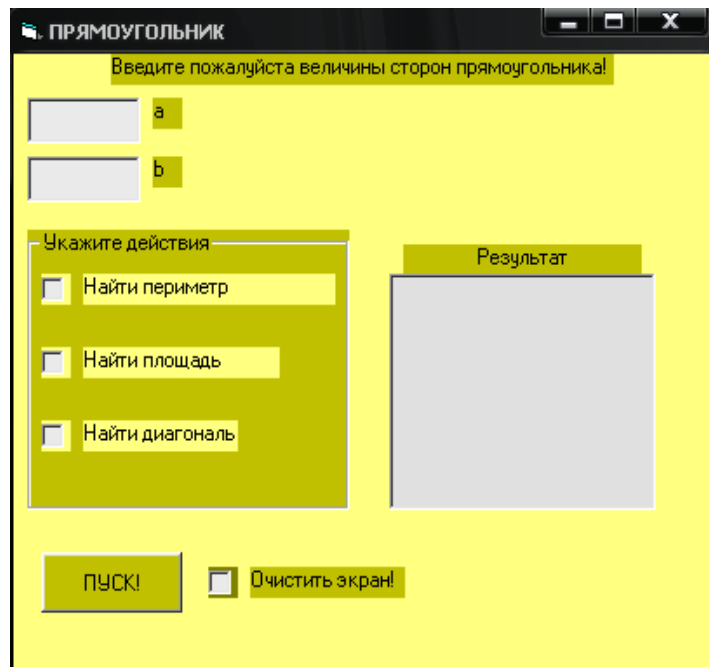 ПРЯМОУГОЛЬНИК
Введите пожалуйста величины сторон прямоугольника!
a
b
Укажите действия
Результат
Найти периметр
Найти площадь
Найти диагональ
ПУСК!
Очистить экран!